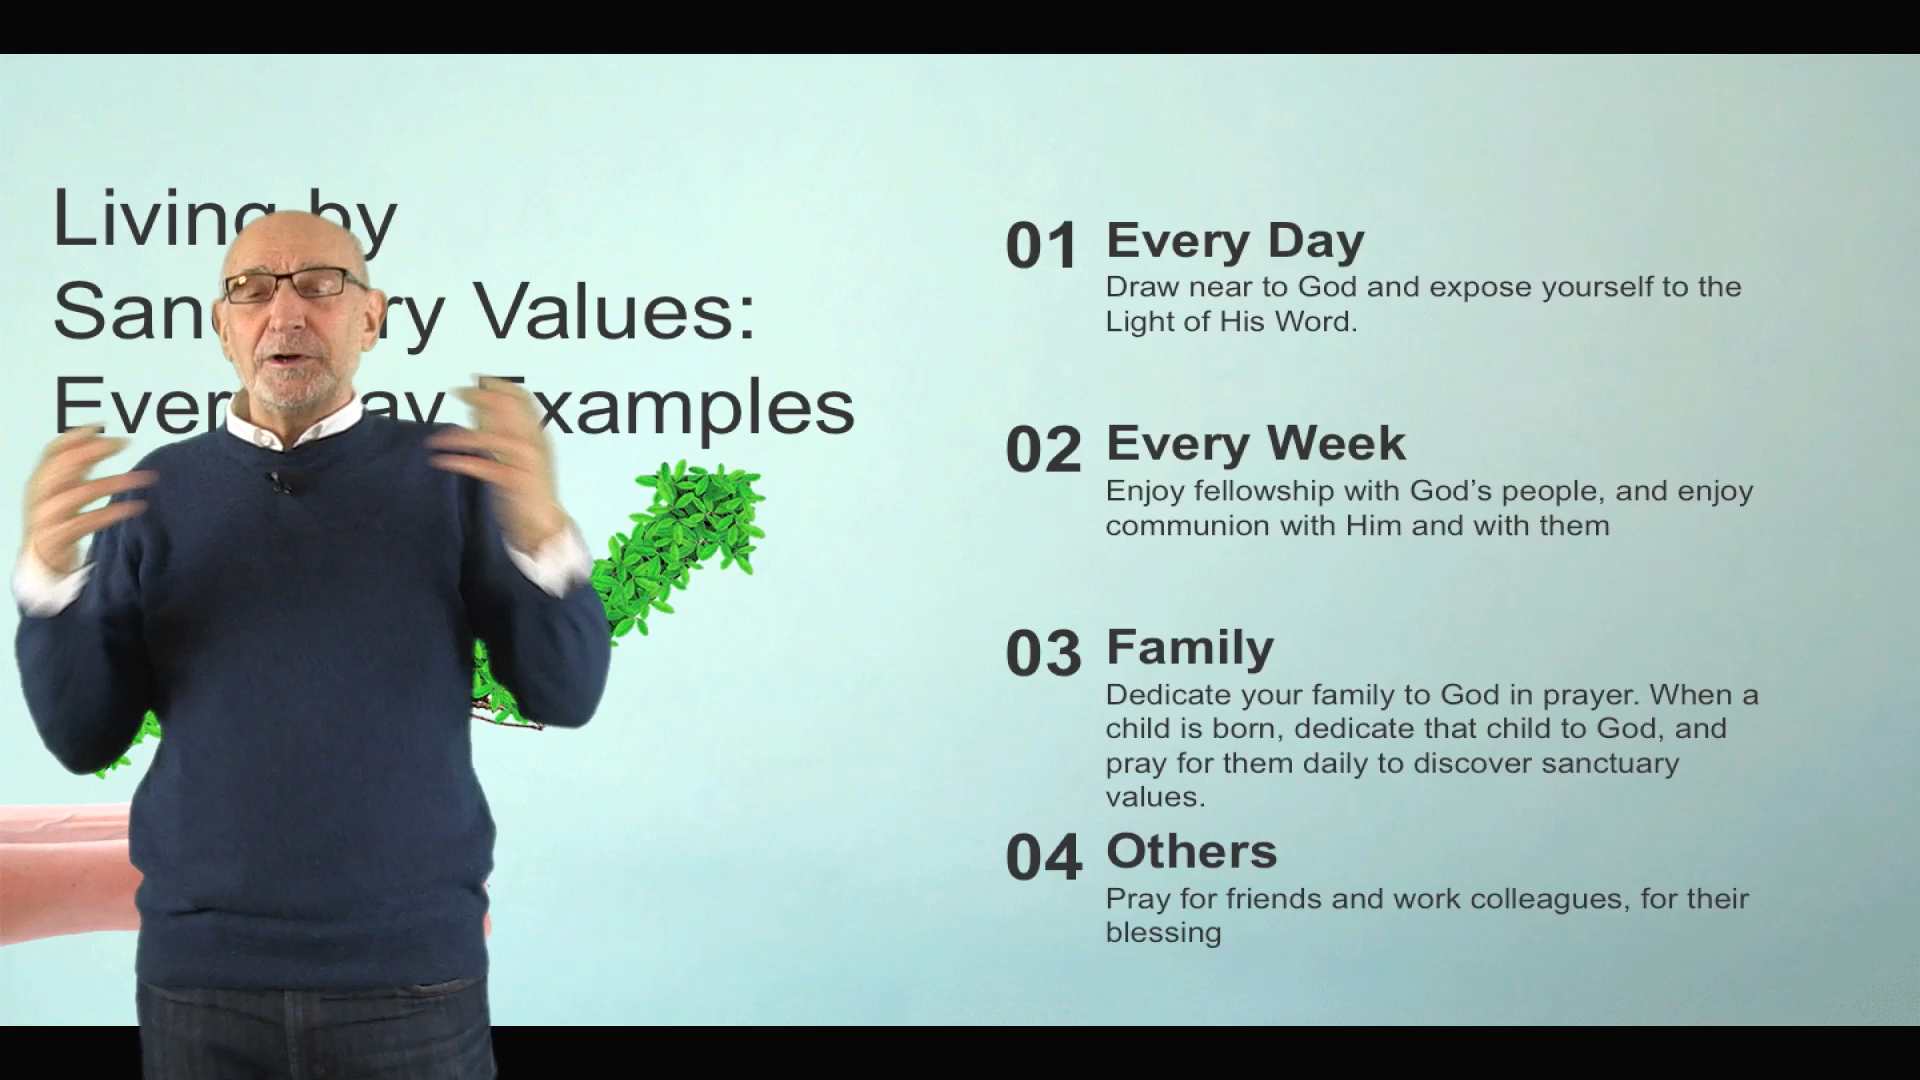 Living by
Sanctuary Values:
Everyday Examples
01 Every Day
Draw near to God and expose yourself to the
Light of His Word.
02 Every Week
Enjoy fellowship with God’s people, and enjoy
communion with Him and with them
03 Family
Dedicate your family to God in prayer. When a
child is born, dedicate that child to God, and
pray for them daily to discover sanctuary
values.
04 Others
Pray for friends and work colleagues, for their
blessing